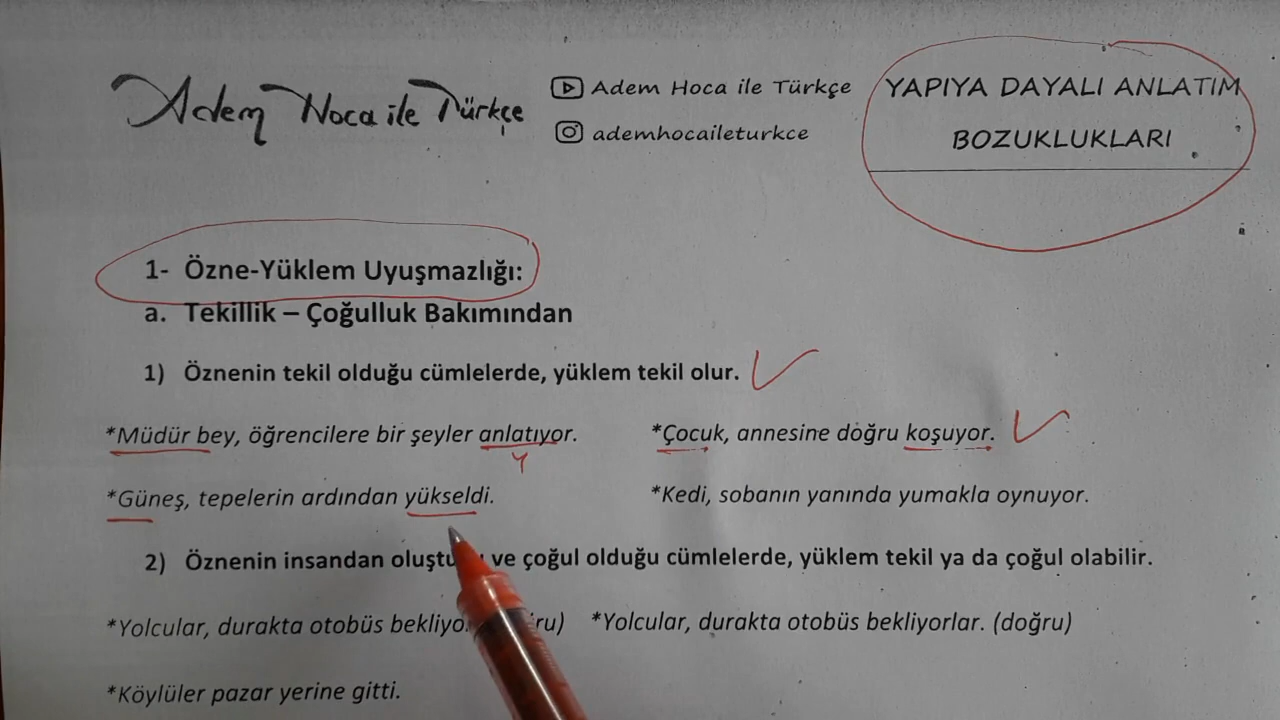 Adem Hoca ile Türkçe
Adem Hoca ile Türkçe
ademhocaileturkce
YAPIYA DAYALI ANLATIM
BOZUKLUKLARI
1- Özne-Yüklem Uyuşmazlığı:
a. Tekillik – Çoğulluk Bakımından
1) Öznenin tekil olduğu cümlelerde, yüklem tekil olur.
*Müdür bey, öğrencilere bir şeyler anlatıyor. *Çocuk, annesine doğru koşuyor.
Y
*Güneş, tepelerin ardından yükseldi. *Kedi, sobanın yanında yumakla oynuyor.
2) Öznenin insandan ve çoğul olduğu cümlelerde, yüklem tekil ya da çoğul olabilir.
*Yolcular, durakta otobüs *Yolcular, durakta otobüs bekliyorlar. (doğru)
*Köylüler pazar yerine gitti.